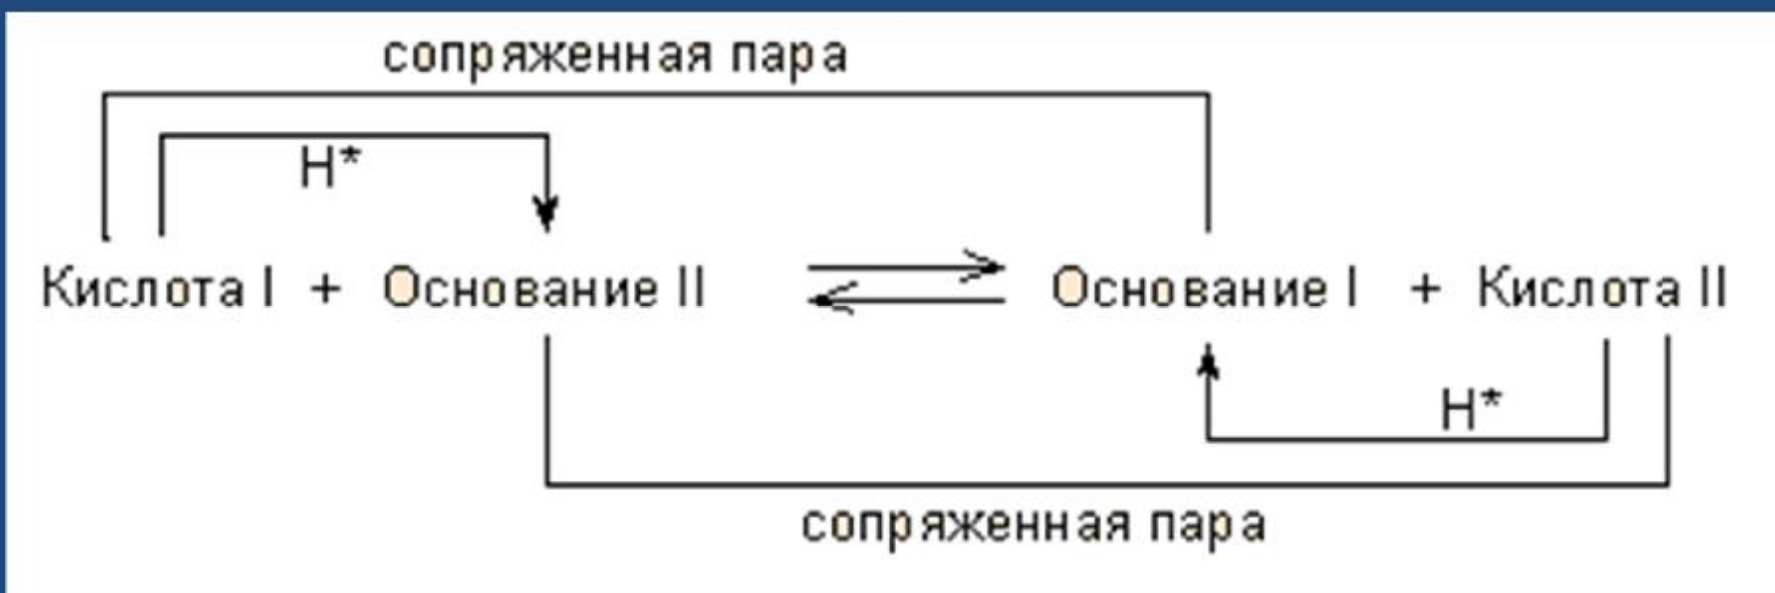 сопряженная пара
H*
Кислота I + Основание II ⇌ Основание I + Кислота II
H*
сопряженная пара